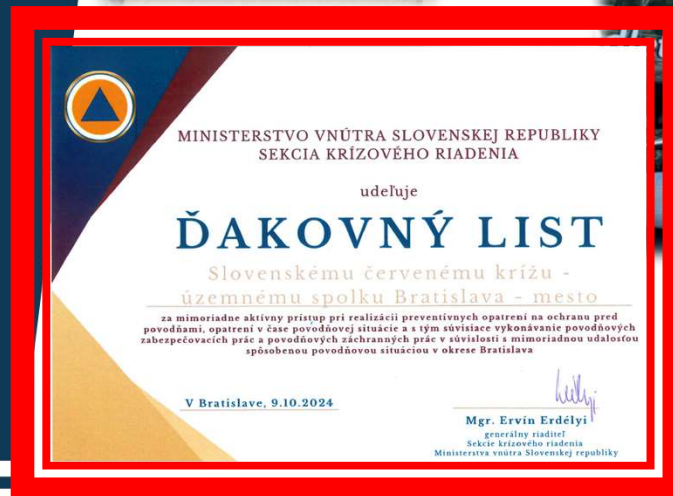 MINISTERSTVO VNÚTRA SLOVENSKEJ REPUBLIKY
SEKCIA KRÍZOVÉHO RIADENIA
udeľuje
ĎAKOVNÝ LIST
Slovenskému červenému krížu -
územnému spolku Bratislava - mesto
za mimoriadne aktívny prístup pri realizácii preventívnych opatrení na ochranu pred
povodňami, opatrení v čase povodňovej situácie a s tým súvisiace vykonávanie povodňových
zabezpečovacích prác a povodňových záchranných prác v súvislosti s mimoriadnou udalosťou
spôsobenou povodňovou situáciou v okrese Bratislava
V Bratislave, 9.10.2024
Mgr. Ervín Erdélyi
generálny riaditeľ
Sekcie krízového riadenia
Ministerstva vnútra Slovenskej republiky